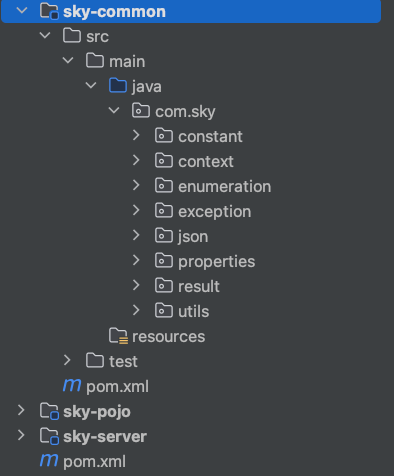 sky-common
src
main
java
com.sky
constant
context
enumeration
exception
json
properties
result
utils
resources
test
m pom.xml
sky-pojo
sky-server
m pom.xml